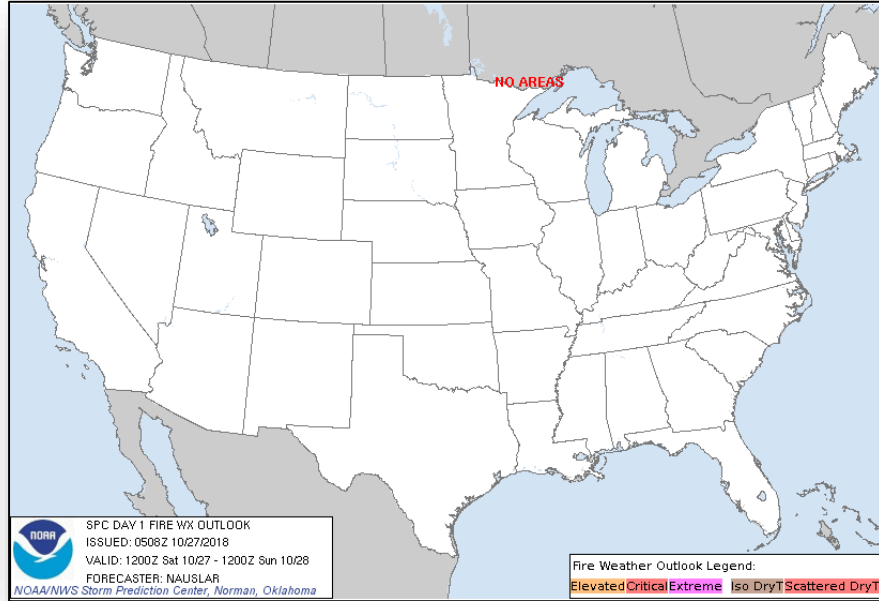 NO AREAS
NOAA
SPC DAY 1 FIRE WX OUTLOOK
ISSUED: 0508Z 10/27/2018
VALID: 1200Z Sat 10/27 - 1200Z Sun 10/28
FORECASTER: NAUSLAR
NOAA/NWS Storm Prediction Center, Norman, Oklahoma
Fire Weather Outlook Legend:
Elevated Critical Extreme Iso DryT Scattered DryT